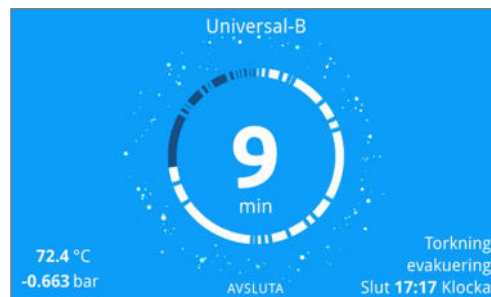 Universal-B
9
min
72.4 °C
-0.663 bar
AVSLUTA
Torkning
evakuering
Slut 17:17 Klocka